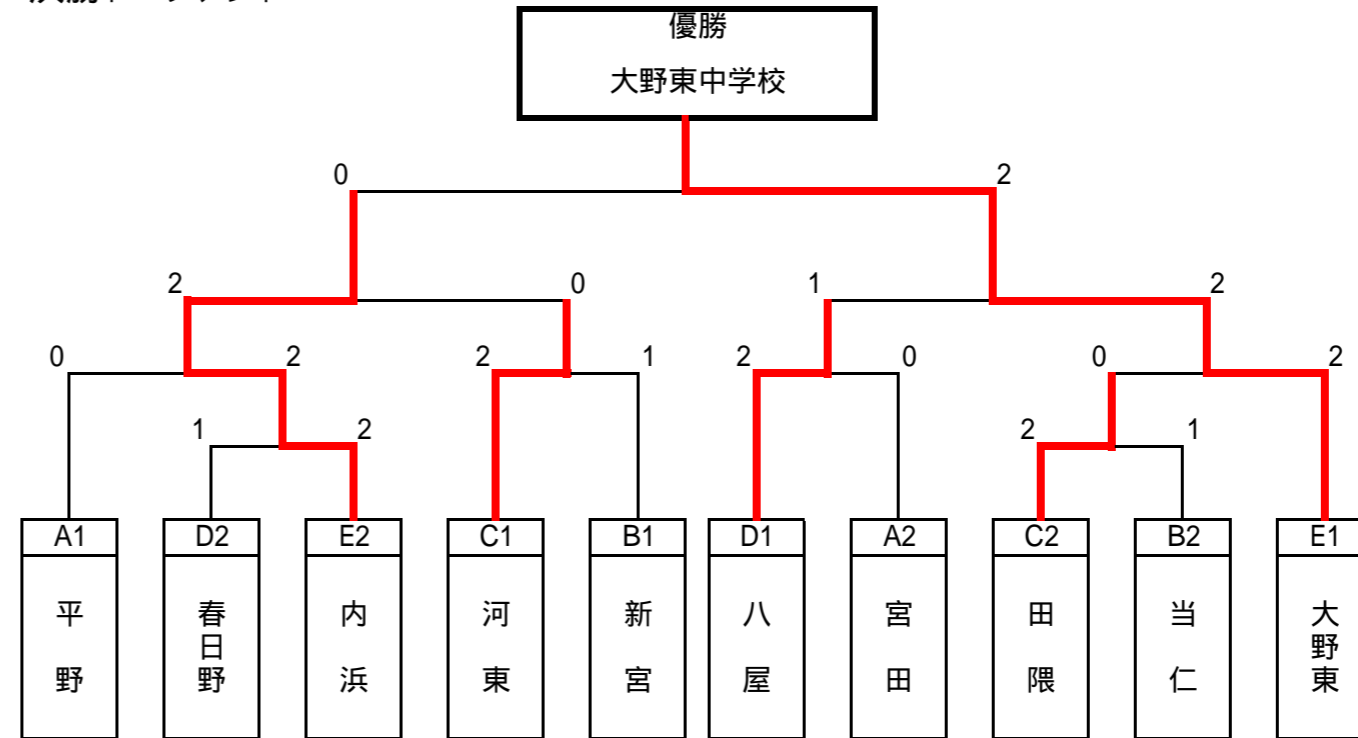 優勝
大野東中学校
0 2
2 0 1 2
0 2 2 1 2 0 0 2
1 2 2 1
A1 D2 E2 C1 B1 D1 A2 C2 B2 E1
平野 春日野 内浜 河東 新宮 八屋 宮田 田隈 当仁 大野東